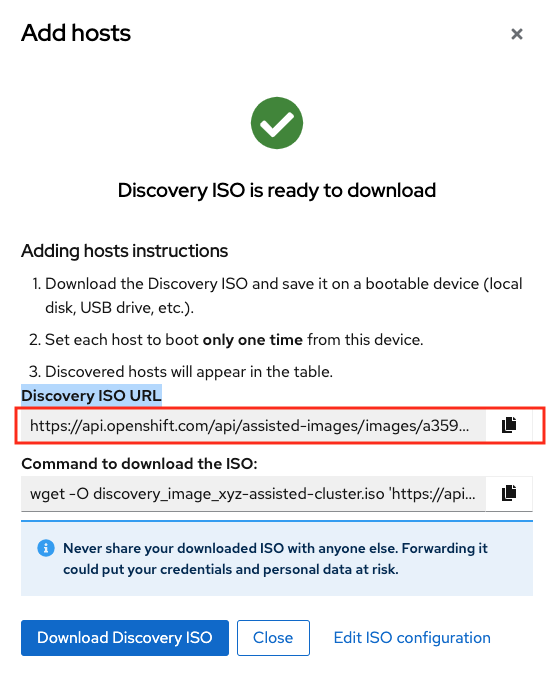 Add hosts
Discovery ISO is ready to download
Adding hosts instructions
1. Download the Discovery ISO and save it on a bootable device (local
disk, USB drive, etc.).
2. Set each host to boot only one time from this device.
3. Discovered hosts will appear in the table.
Discovery ISO URL
https://api.openshift.com/api/assisted-images/images/a359...
Command to download the ISO:
wget -O discovery_image_xyz-assisted-cluster.iso 'https://api...
Never share your downloaded ISO with anyone else. Forwarding it
could put your credentials and personal data at risk.
Download Discovery ISO Close Edit ISO configuration